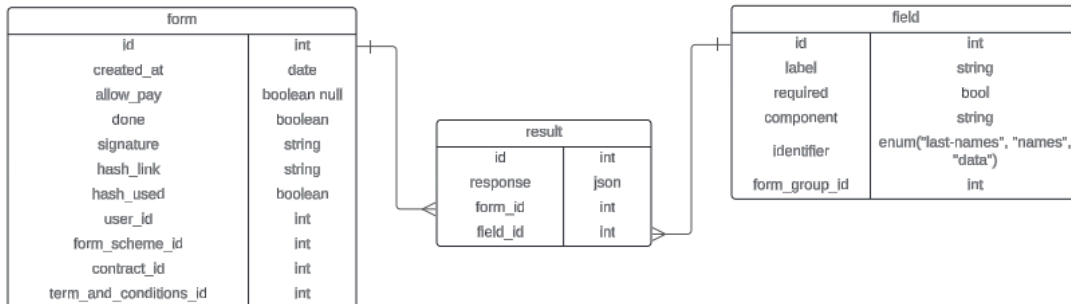 form
id int
created_at date
allow_pay boolean null
done boolean
signature string
hash_link string
hash_used boolean
user_id int
form_scheme_id int
contract_id int
term_and_conditions_id int
result
id int
response json
form_id int
field_id int
field
id int
label string
required bool
component string
identifier enum("last-names", "names",
"data")
form_group_id int